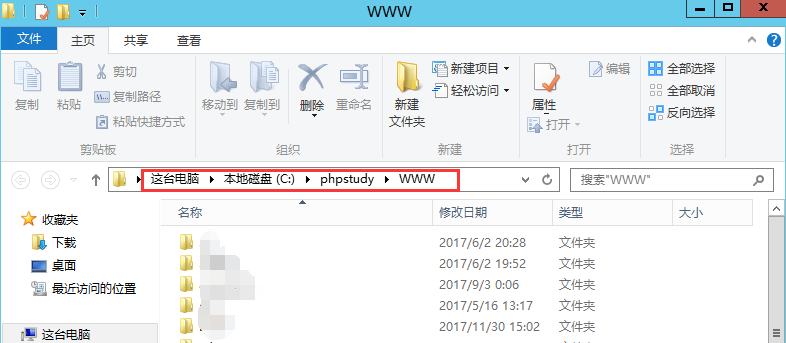 WWW
文件 主页 共享 查看
复制
粘贴
剪切
复制路径
粘贴快捷方式
剪贴板
移动到
复制到
删除
重命名
组织
新建
文件夹
新建项目
轻松访问
新建
属性
打开
编辑
打开
全部选择
全部取消
反向选择
选择
这台电脑 本地磁盘 (C:) phpstudy WWW
搜索"WWW"
名称 修改日期 类型 大小
收藏夹
下载
桌面
最近访问的位置
这台电脑
2017/6/2 20:28 文件夹
2017/6/2 19:52 文件夹
2017/9/3 0:06 文件夹
2017/5/16 13:17 文件夹
2017/11/30 15:02 文件夹